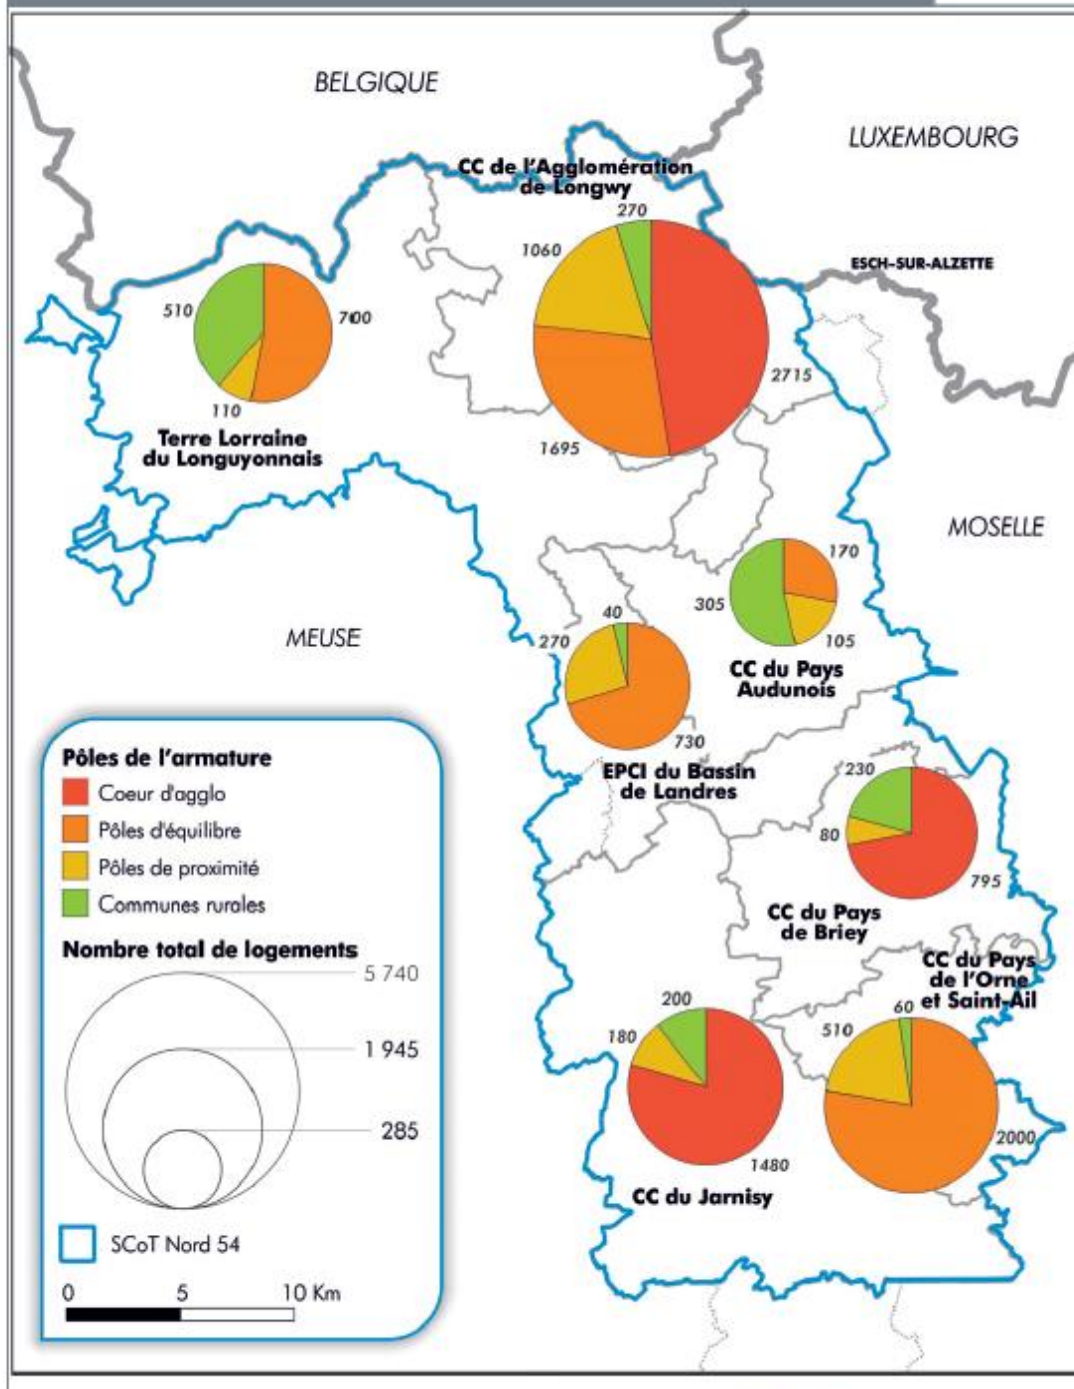 BELGIQUE
LUXEMBOURG
CC de l'Agglomération
de Longwy
270
1060
2715
1695
ESCH-SUR-ALZETTE
510
700
110
Terre Lorraine
du Longuyonnais
MOSELLE
MEUSE
170
305
105
CC du Pays
Audunois
40
270
730
EPCI du Bassin
de Landres
230
80
795
CC du Pays
de Briey
CC du Pays
de l'Orne
et Saint-Ail
60
510
2000
200
180
1480
CC du Jarnisy
Pôles de l'armature
Coeur d'agglo
Pôles d'équilibre
Pôles de proximité
Communes rurales
Nombre total de logements
5 740
1 945
285
SCoT Nord 54
0 5 10 Km